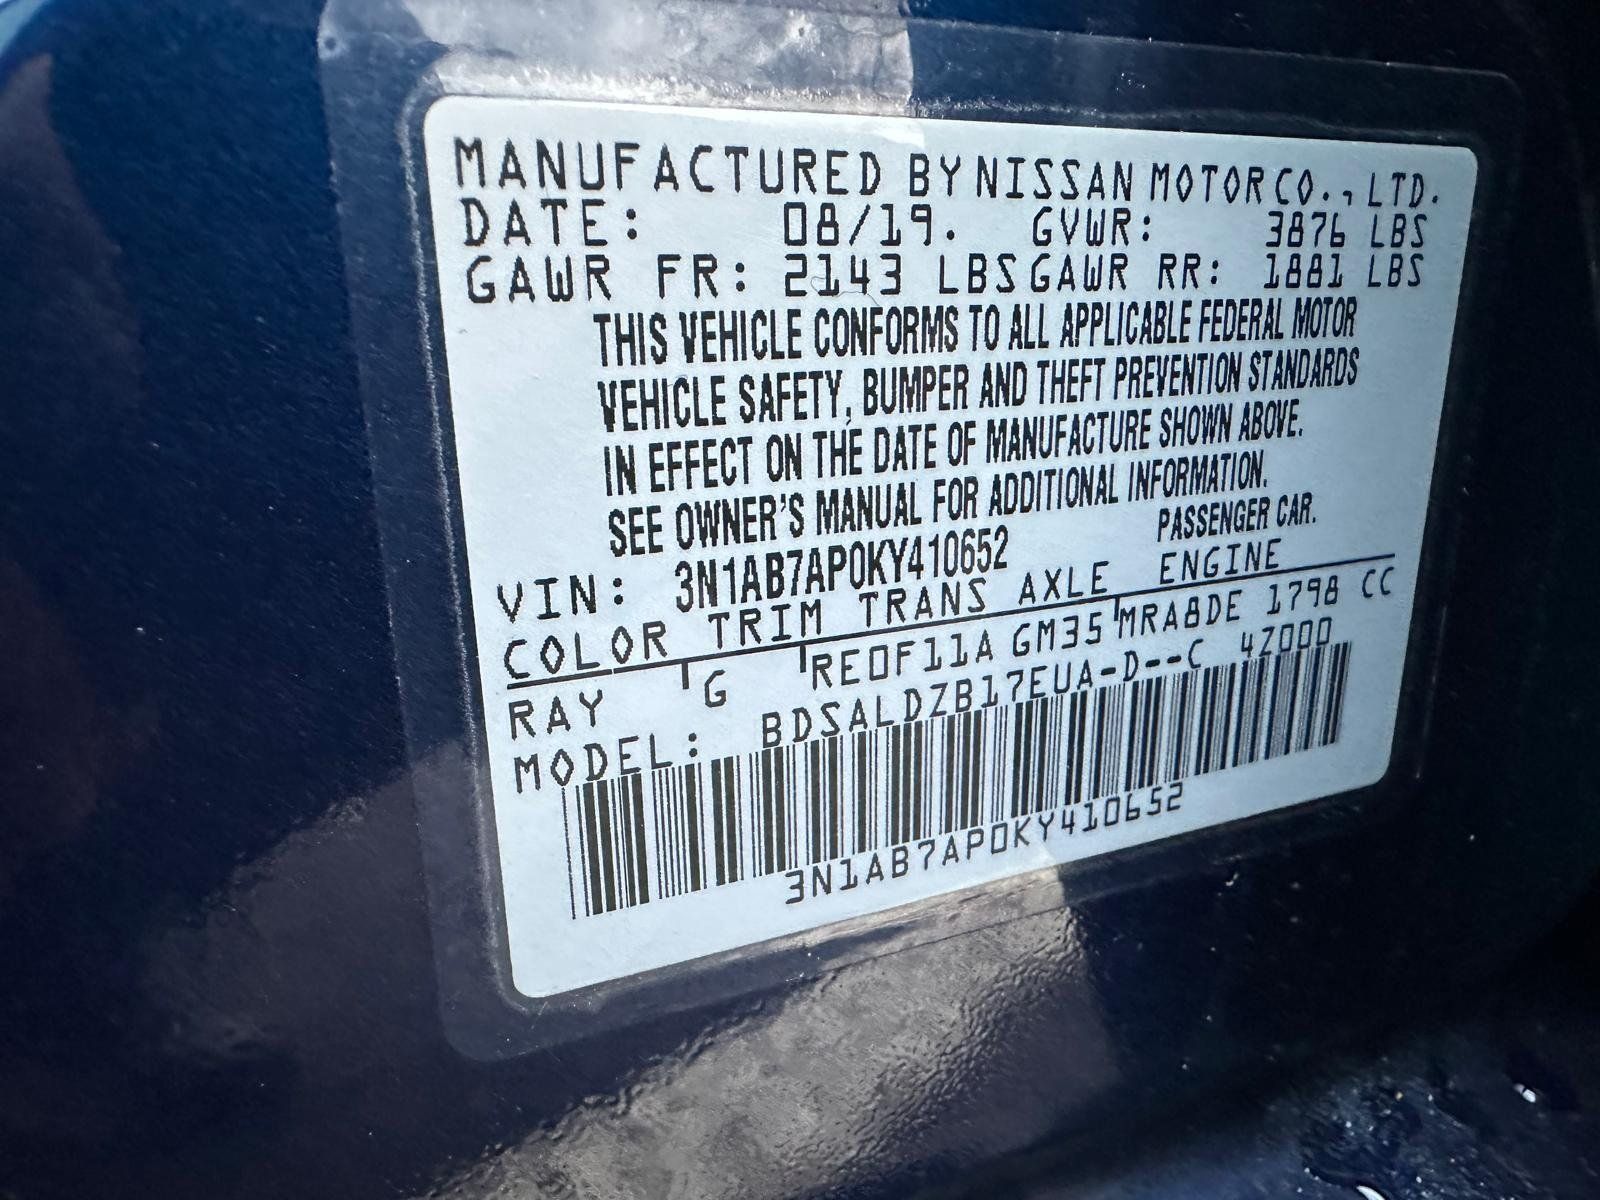 MANUFACTURED BY NISSAN MOTOR CO., LTD.
DATE: 08/19. GVWR: 3876 LBS
GAWR FR: 2143 LBS GAWR RR: 1881 LBS
THIS VEHICLE CONFORMS TO ALL APPLICABLE FEDERAL MOTOR
VEHICLE SAFETY, BUMPER AND THEFT PREVENTION STANDARDS
IN EFFECT ON THE DATE OF MANUFACTURE SHOWN ABOVE.
SEE OWNER'S MANUAL FOR ADDITIONAL INFORMATION.
VIN: 3N1AB7AP0KY410652 PASSENGER CAR.
COLOR TRIM TRANS AXLE ENGINE
RAY G RE0F11A GM35 MRA8DE 1798 CC
MODEL: BDSALDZB17EUA-D--C 4Z000
3N1AB7AP0KY410652